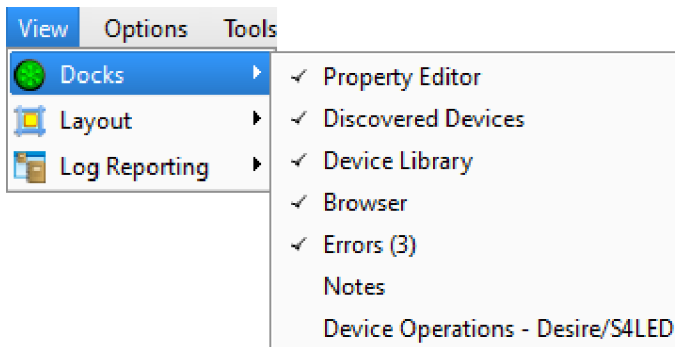 View Options Tools
Docks
Layout
Log Reporting
Property Editor
Discovered Devices
Device Library
Browser
Errors (3)
Notes
Device Operations - Desire/S4LED